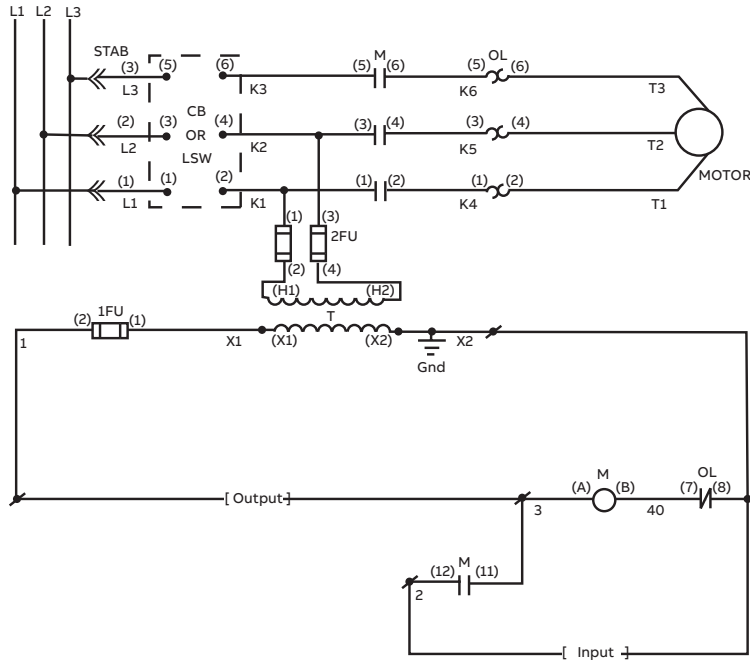 L1 L2 L3
STAB
(3) (5) (6) (5) M (6) (5) OL (6)
L3 K3 K6 T3
CB
(2) (3) (4) (3) (4) (3) (4)
OR
L2 K2 K5 T2
LSW
MOTOR
(1) (1) (2) (1) (2) (1) (2)
L1 K1 K4 T1
(1) (3)
2FU
(2) (4)
(H1) (H2)
1FU
(2) (1) T
1 X1 (X1) (X2) X2
Gnd
M OL
(A) (B) (7) (8)
[ Output ]
3 40
M
(12) (11)
2
[ Input ]